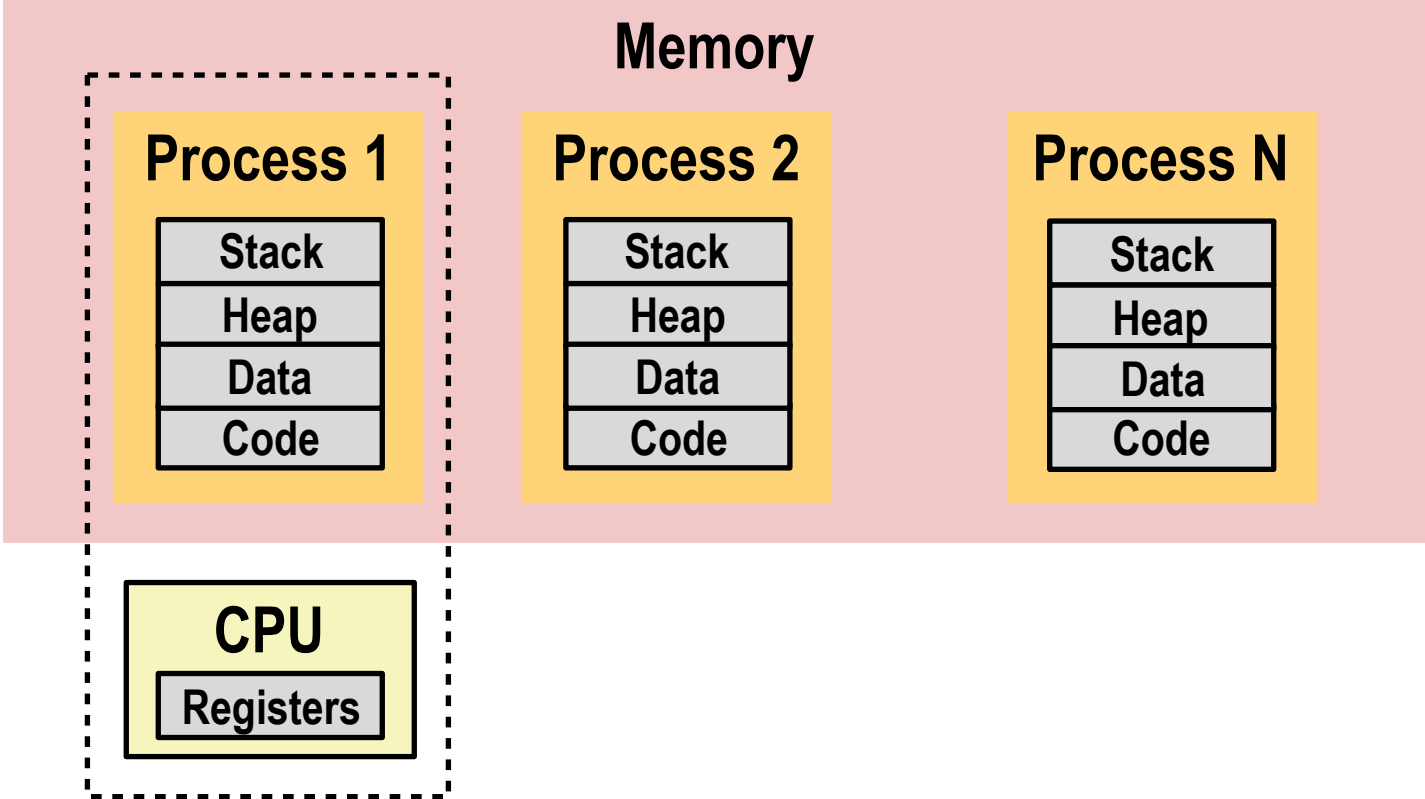 Memory
Process 1
Stack
Heap
Data
Code
Process 2
Stack
Heap
Data
Code
Process N
Stack
Heap
Data
Code
CPU
Registers